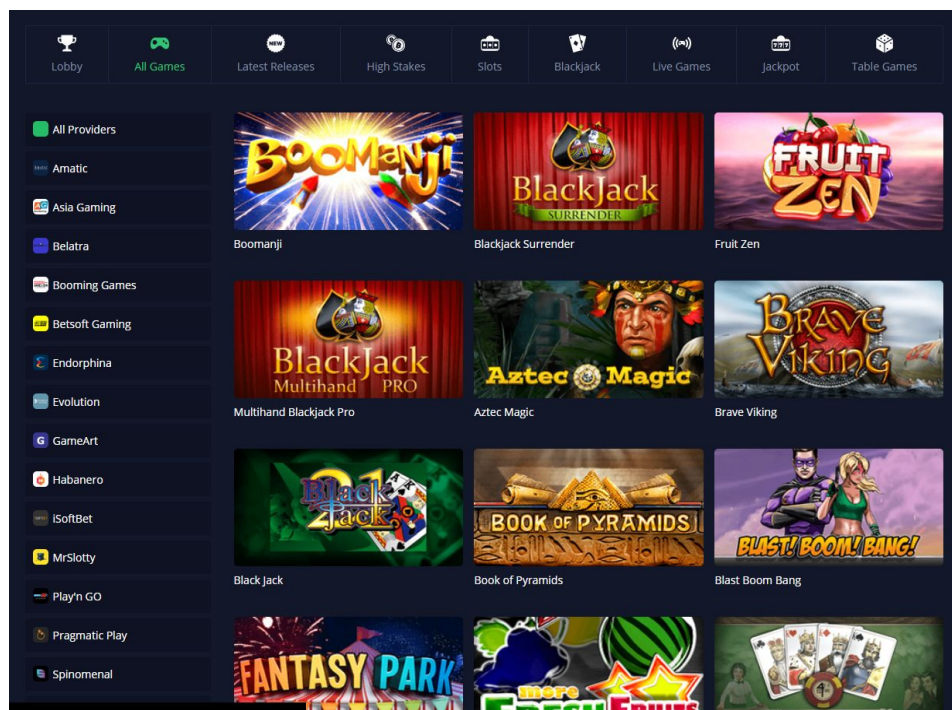 Lobby
All Games
NEW
Latest Releases
High Stakes
Slots
Blackjack
Live Games
777
Jackpot
Table Games
All Providers
Amatic
Asia Gaming
Belatra
Booming Games
Betsoft Gaming
Endorphina
Evolution
G GameArt
Habanero
iSoftBet
MrSlotty
Play'n GO
Pragmatic Play
Spinomenal
BOOMANJI
Boomanji
BlackJack
SURRENDER
Blackjack Surrender
FRUIT
ZEN
Fruit Zen
BlackJack
Multihand PRO
Multihand Blackjack Pro
Aztec Magic
Aztec Magic
BRAVE
VIKING
Brave Viking
21
Black
Jack
A K
Black Jack
BOOK OF PYRAMIDS
Book of Pyramids
BLAST! BOOM! BANG!
Blast Boom Bang
FANTASY PARK
more
FRESH FRUITS
4